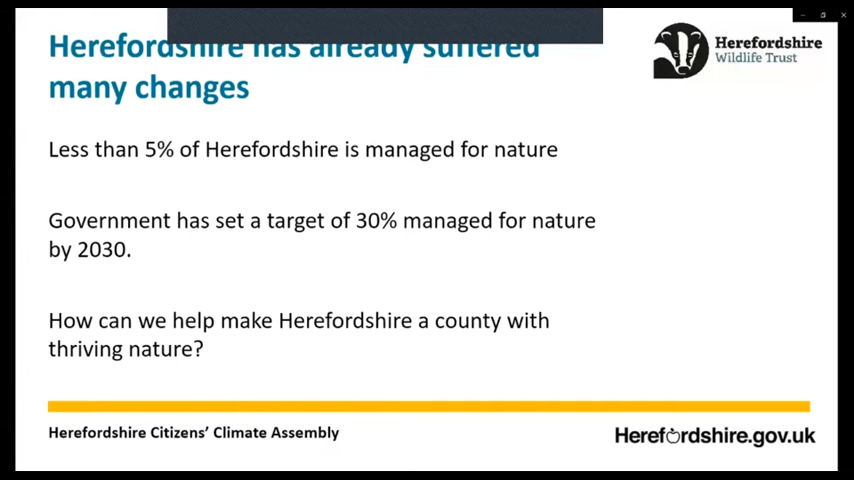 Herefordshire has already suffered
many changes
Herefordshire
Wildlife Trust
Less than 5% of Herefordshire is managed for nature
Government has set a target of 30% managed for nature
by 2030.
How can we help make Herefordshire a county with
thriving nature?
Herefordshire Citizens’ Climate Assembly
Herefordshire.gov.uk